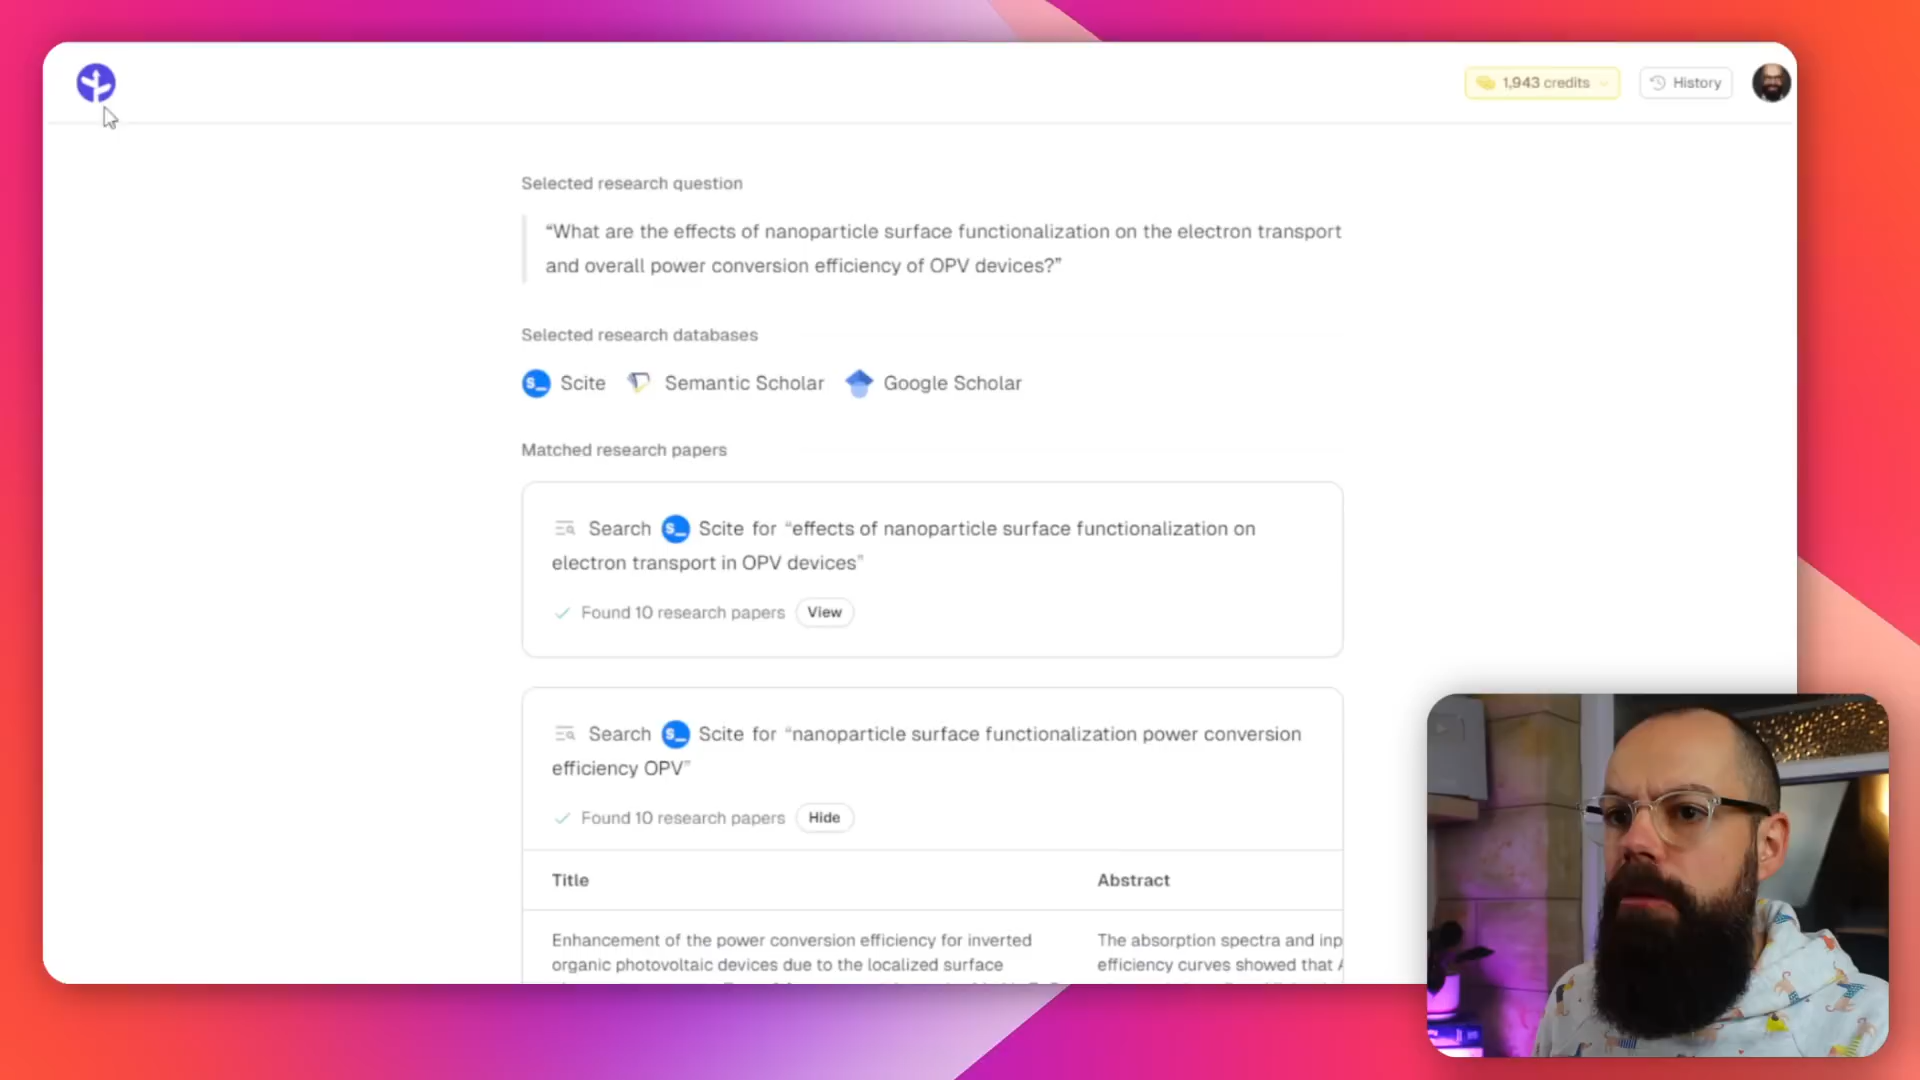 1,943 credits
History
Selected research question
“What are the effects of nanoparticle surface functionalization on the electron transport
and overall power conversion efficiency of OPV devices?”
Selected research databases
Scite
Semantic Scholar
Google Scholar
Matched research papers
Search Scite for “effects of nanoparticle surface functionalization on
electron transport in OPV devices”
Found 10 research papers View
Search Scite for “nanoparticle surface functionalization power conversion
efficiency OPV”
Found 10 research papers Hide
Title Abstract
Enhancement of the power conversion efficiency for inverted
organic photovoltaic devices due to the localized surface
The absorption spectra and inp
efficiency curves showed that